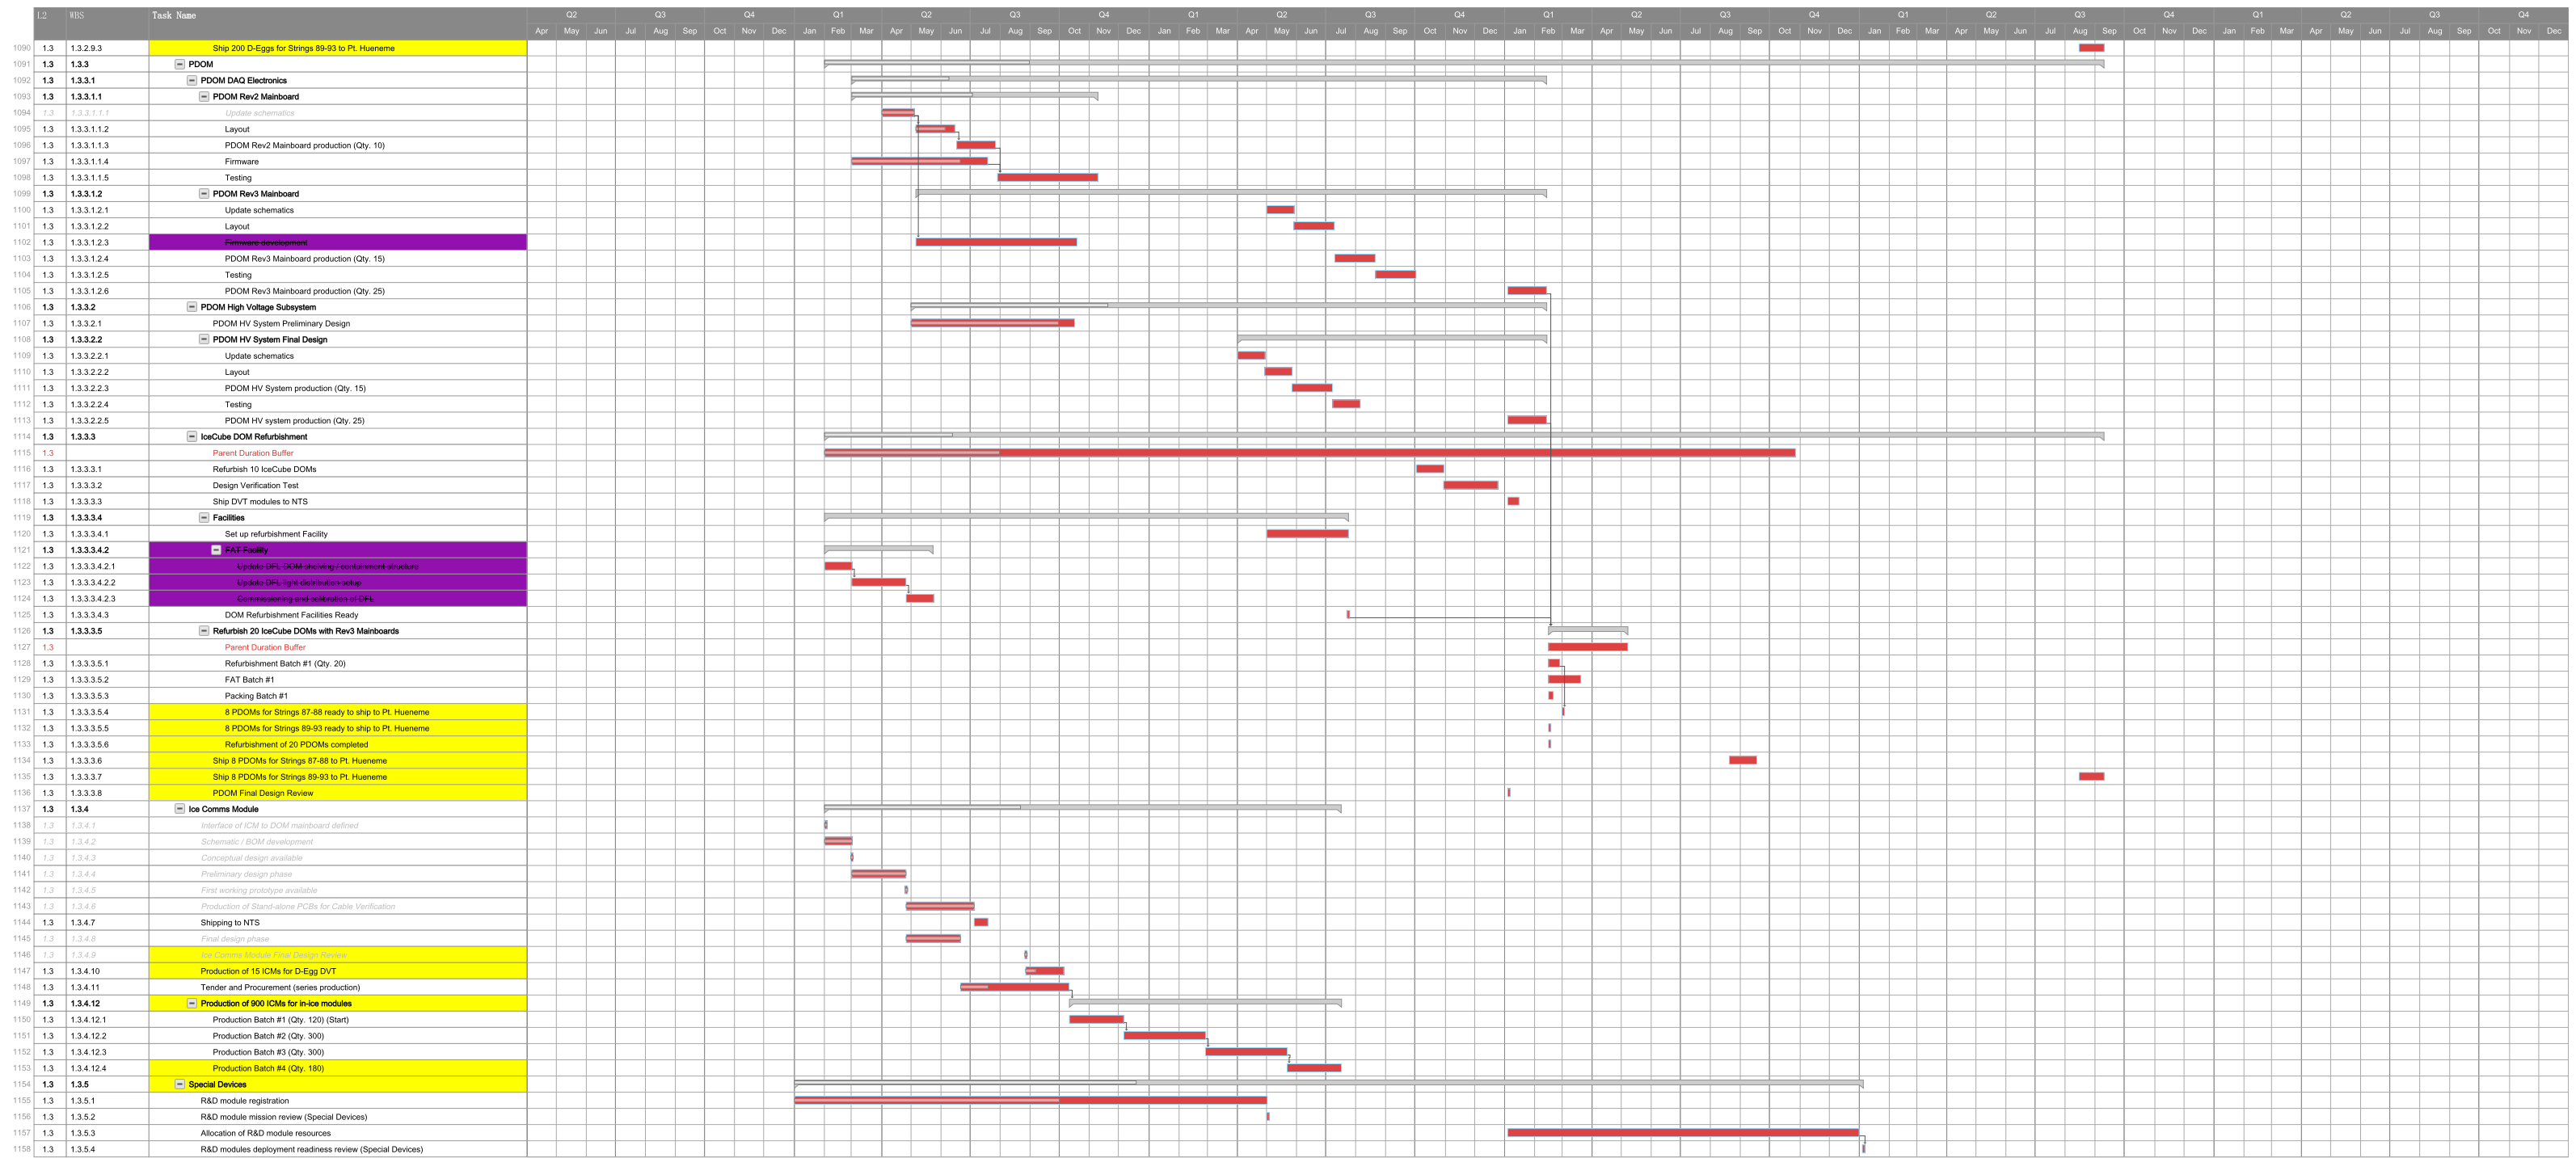 L2 WBS Task Name Q2 Q3 Q4 Q1 Q2 Q3 Q4 Q1 Q2 Q3 Q4 Q1 Q2 Q3 Q4 Q1 Q2 Q3 Q4 Q1 Q2 Q3 Q4
Apr May Jun Jul Aug Sep Oct Nov Dec Jan Feb Mar Apr May Jun Jul Aug Sep Oct Nov Dec Jan Feb Mar Apr May Jun Jul Aug Sep Oct Nov Dec Jan Feb Mar Apr May Jun Jul Aug Sep Oct Nov Dec Jan Feb Mar Apr May Jun Jul Aug Sep Oct Nov Dec Jan Feb Mar Apr May Jun Jul Aug Sep Oct Nov Dec
1090 1.3 1.3.2.9.3 Ship 200 D-Eggs for Strings 89-93 to Pt. Hueneme
1091 1.3 1.3.3 PDOM
1092 1.3 1.3.3.1 PDOM DAQ Electronics
1093 1.3 1.3.3.1.1 PDOM Rev2 Mainboard
1094 1.3 1.3.3.1.1.1 Update schematics
1095 1.3 1.3.3.1.1.2 Layout
1096 1.3 1.3.3.1.1.3 PDOM Rev2 Mainboard production (Qty. 10)
1097 1.3 1.3.3.1.1.4 Firmware
1098 1.3 1.3.3.1.1.5 Testing
1099 1.3 1.3.3.1.2 PDOM Rev3 Mainboard
1100 1.3 1.3.3.1.2.1 Update schematics
1101 1.3 1.3.3.1.2.2 Layout
1102 1.3 1.3.3.1.2.3 Firmware development
1103 1.3 1.3.3.1.2.4 PDOM Rev3 Mainboard production (Qty. 15)
1104 1.3 1.3.3.1.2.5 Testing
1105 1.3 1.3.3.1.2.6 PDOM Rev3 Mainboard production (Qty. 25)
1106 1.3 1.3.3.2 PDOM High Voltage Subsystem
1107 1.3 1.3.3.2.1 PDOM HV System Preliminary Design
1108 1.3 1.3.3.2.2 PDOM HV System Final Design
1109 1.3 1.3.3.2.2.1 Update schematics
1110 1.3 1.3.3.2.2.2 Layout
1111 1.3 1.3.3.2.2.3 PDOM HV System production (Qty. 15)
1112 1.3 1.3.3.2.2.4 Testing
1113 1.3 1.3.3.2.2.5 PDOM HV system production (Qty. 25)
1114 1.3 1.3.3.3 IceCube DOM Refurbishment
1115 1.3 Parent Duration Buffer
1116 1.3 1.3.3.3.1 Refurbish 10 IceCube DOMs
1117 1.3 1.3.3.3.2 Design Verification Test
1118 1.3 1.3.3.3.3 Ship DVT modules to NTS
1119 1.3 1.3.3.3.4 Facilities
1120 1.3 1.3.3.3.4.1 Set up refurbishment Facility
1121 1.3 1.3.3.3.4.2 FAT Facility
1122 1.3 1.3.3.3.4.2.1 Update DFL DOM shelving / containment structure
1123 1.3 1.3.3.3.4.2.2 Update DFL light distribution setup
1124 1.3 1.3.3.3.4.2.3 Commissioning and calibration of DFL
1125 1.3 1.3.3.3.4.3 DOM Refurbishment Facilities Ready
1126 1.3 1.3.3.3.5 Refurbish 20 IceCube DOMs with Rev3 Mainboards
1127 1.3 Parent Duration Buffer
1128 1.3 1.3.3.3.5.1 Refurbishment Batch #1 (Qty. 20)
1129 1.3 1.3.3.3.5.2 FAT Batch #1
1130 1.3 1.3.3.3.5.3 Packing Batch #1
1131 1.3 1.3.3.3.5.4 8 PDOMs for Strings 87-88 ready to ship to Pt. Hueneme
1132 1.3 1.3.3.3.5.5 8 PDOMs for Strings 89-93 ready to ship to Pt. Hueneme
1133 1.3 1.3.3.3.5.6 Refurbishment of 20 PDOMs completed
1134 1.3 1.3.3.3.6 Ship 8 PDOMs for Strings 87-88 to Pt. Hueneme
1135 1.3 1.3.3.3.7 Ship 8 PDOMs for Strings 89-93 to Pt. Hueneme
1136 1.3 1.3.3.3.8 PDOM Final Design Review
1137 1.3 1.3.4 Ice Comms Module
1138 1.3 1.3.4.1 Interface of ICM to DOM mainboard defined
1139 1.3 1.3.4.2 Schematic / BOM development
1140 1.3 1.3.4.3 Conceptual design available
1141 1.3 1.3.4.4 Preliminary design phase
1142 1.3 1.3.4.5 First working prototype available
1143 1.3 1.3.4.6 Production of Stand-alone PCBs for Cable Verification
1144 1.3 1.3.4.7 Shipping to NTS
1145 1.3 1.3.4.8 Final design phase
1146 1.3 1.3.4.9 Ice Comms Module Final Design Review
1147 1.3 1.3.4.10 Production of 15 ICMs for D-Egg DVT
1148 1.3 1.3.4.11 Tender and Procurement (series production)
1149 1.3 1.3.4.12 Production of 900 ICMs for in-ice modules
1150 1.3 1.3.4.12.1 Production Batch #1 (Qty. 120) (Start)
1151 1.3 1.3.4.12.2 Production Batch #2 (Qty. 300)
1152 1.3 1.3.4.12.3 Production Batch #3 (Qty. 300)
1153 1.3 1.3.4.12.4 Production Batch #4 (Qty. 180)
1154 1.3 1.3.5 Special Devices
1155 1.3 1.3.5.1 R&D module registration
1156 1.3 1.3.5.2 R&D module mission review (Special Devices)
1157 1.3 1.3.5.3 Allocation of R&D module resources
1158 1.3 1.3.5.4 R&D modules deployment readiness review (Special Devices)